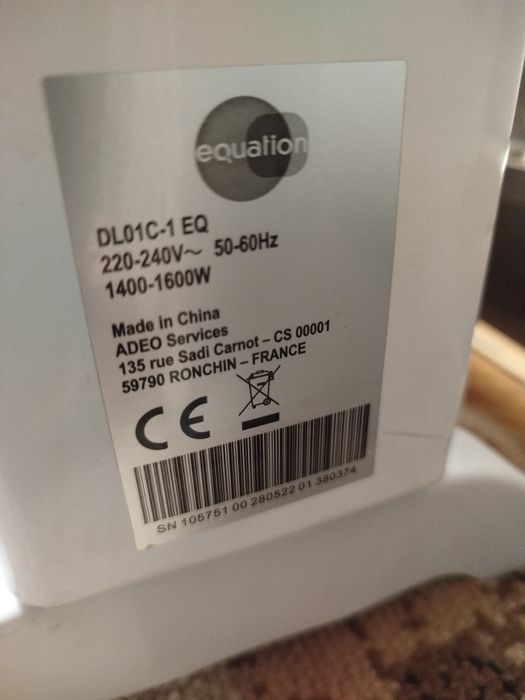 equation
DL01C-1 EQ
220-240V~ 50-60Hz
1400-1600W
Made in China
ADEO Services
135 rue Sadi Carnot – CS 00001
59790 RONCHIN – FRANCE
CE
SN 105751 00 280522 01 380374